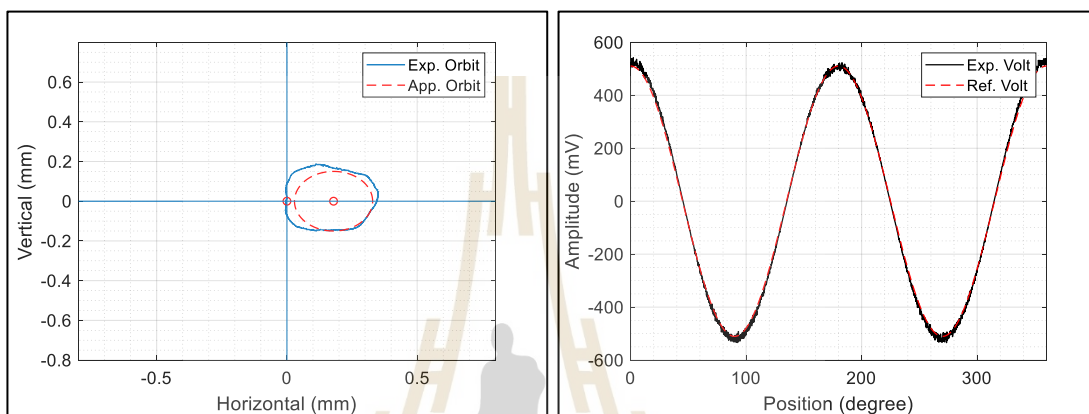 Exp. Orbit
App. Orbit
0.6
0.4
0.2
0
-0.2
-0.4
-0.6
-0.8
Vertical (mm)
-0.5
0
0.5
Horizontal (mm)
Exp. Volt
Ref. Volt
600
400
200
0
-200
-400
-600
Amplitude (mV)
0
100
200
300
Position (degree)